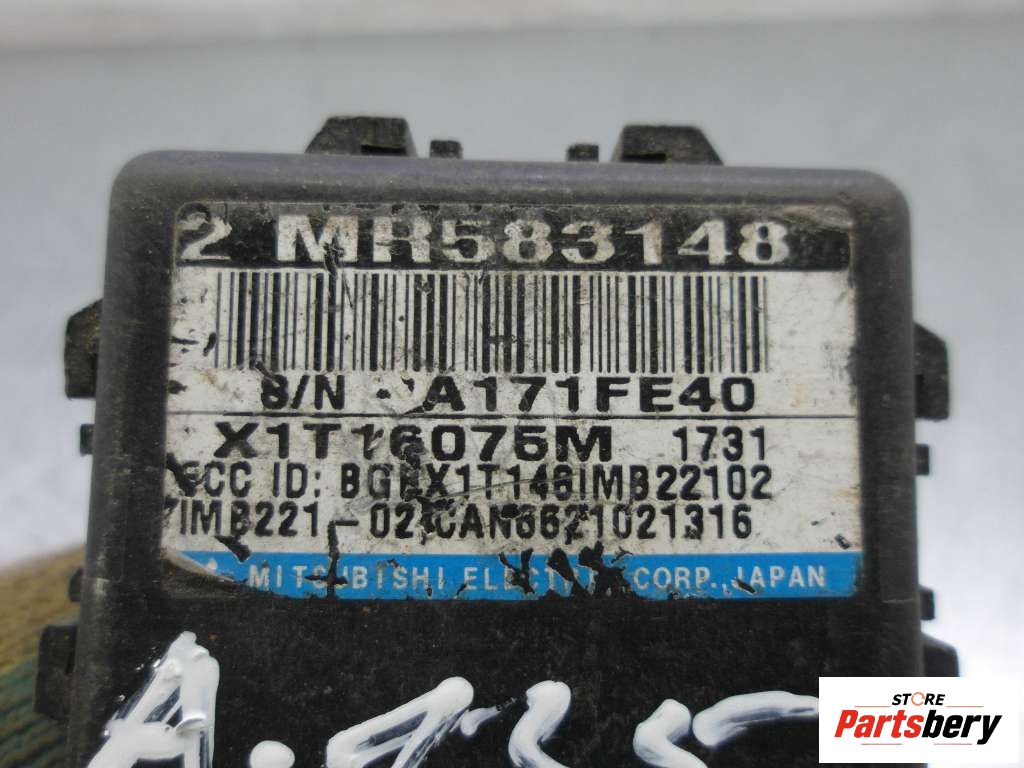 2 MR583148
S/N A171FE40
X1T16075M 1731
FCC ID: BGBX1T146IMB22102
IMB221-02 CAN6621021316
MITSUBISHI ELECTRIC CORP., JAPAN
STORE
Partsbery